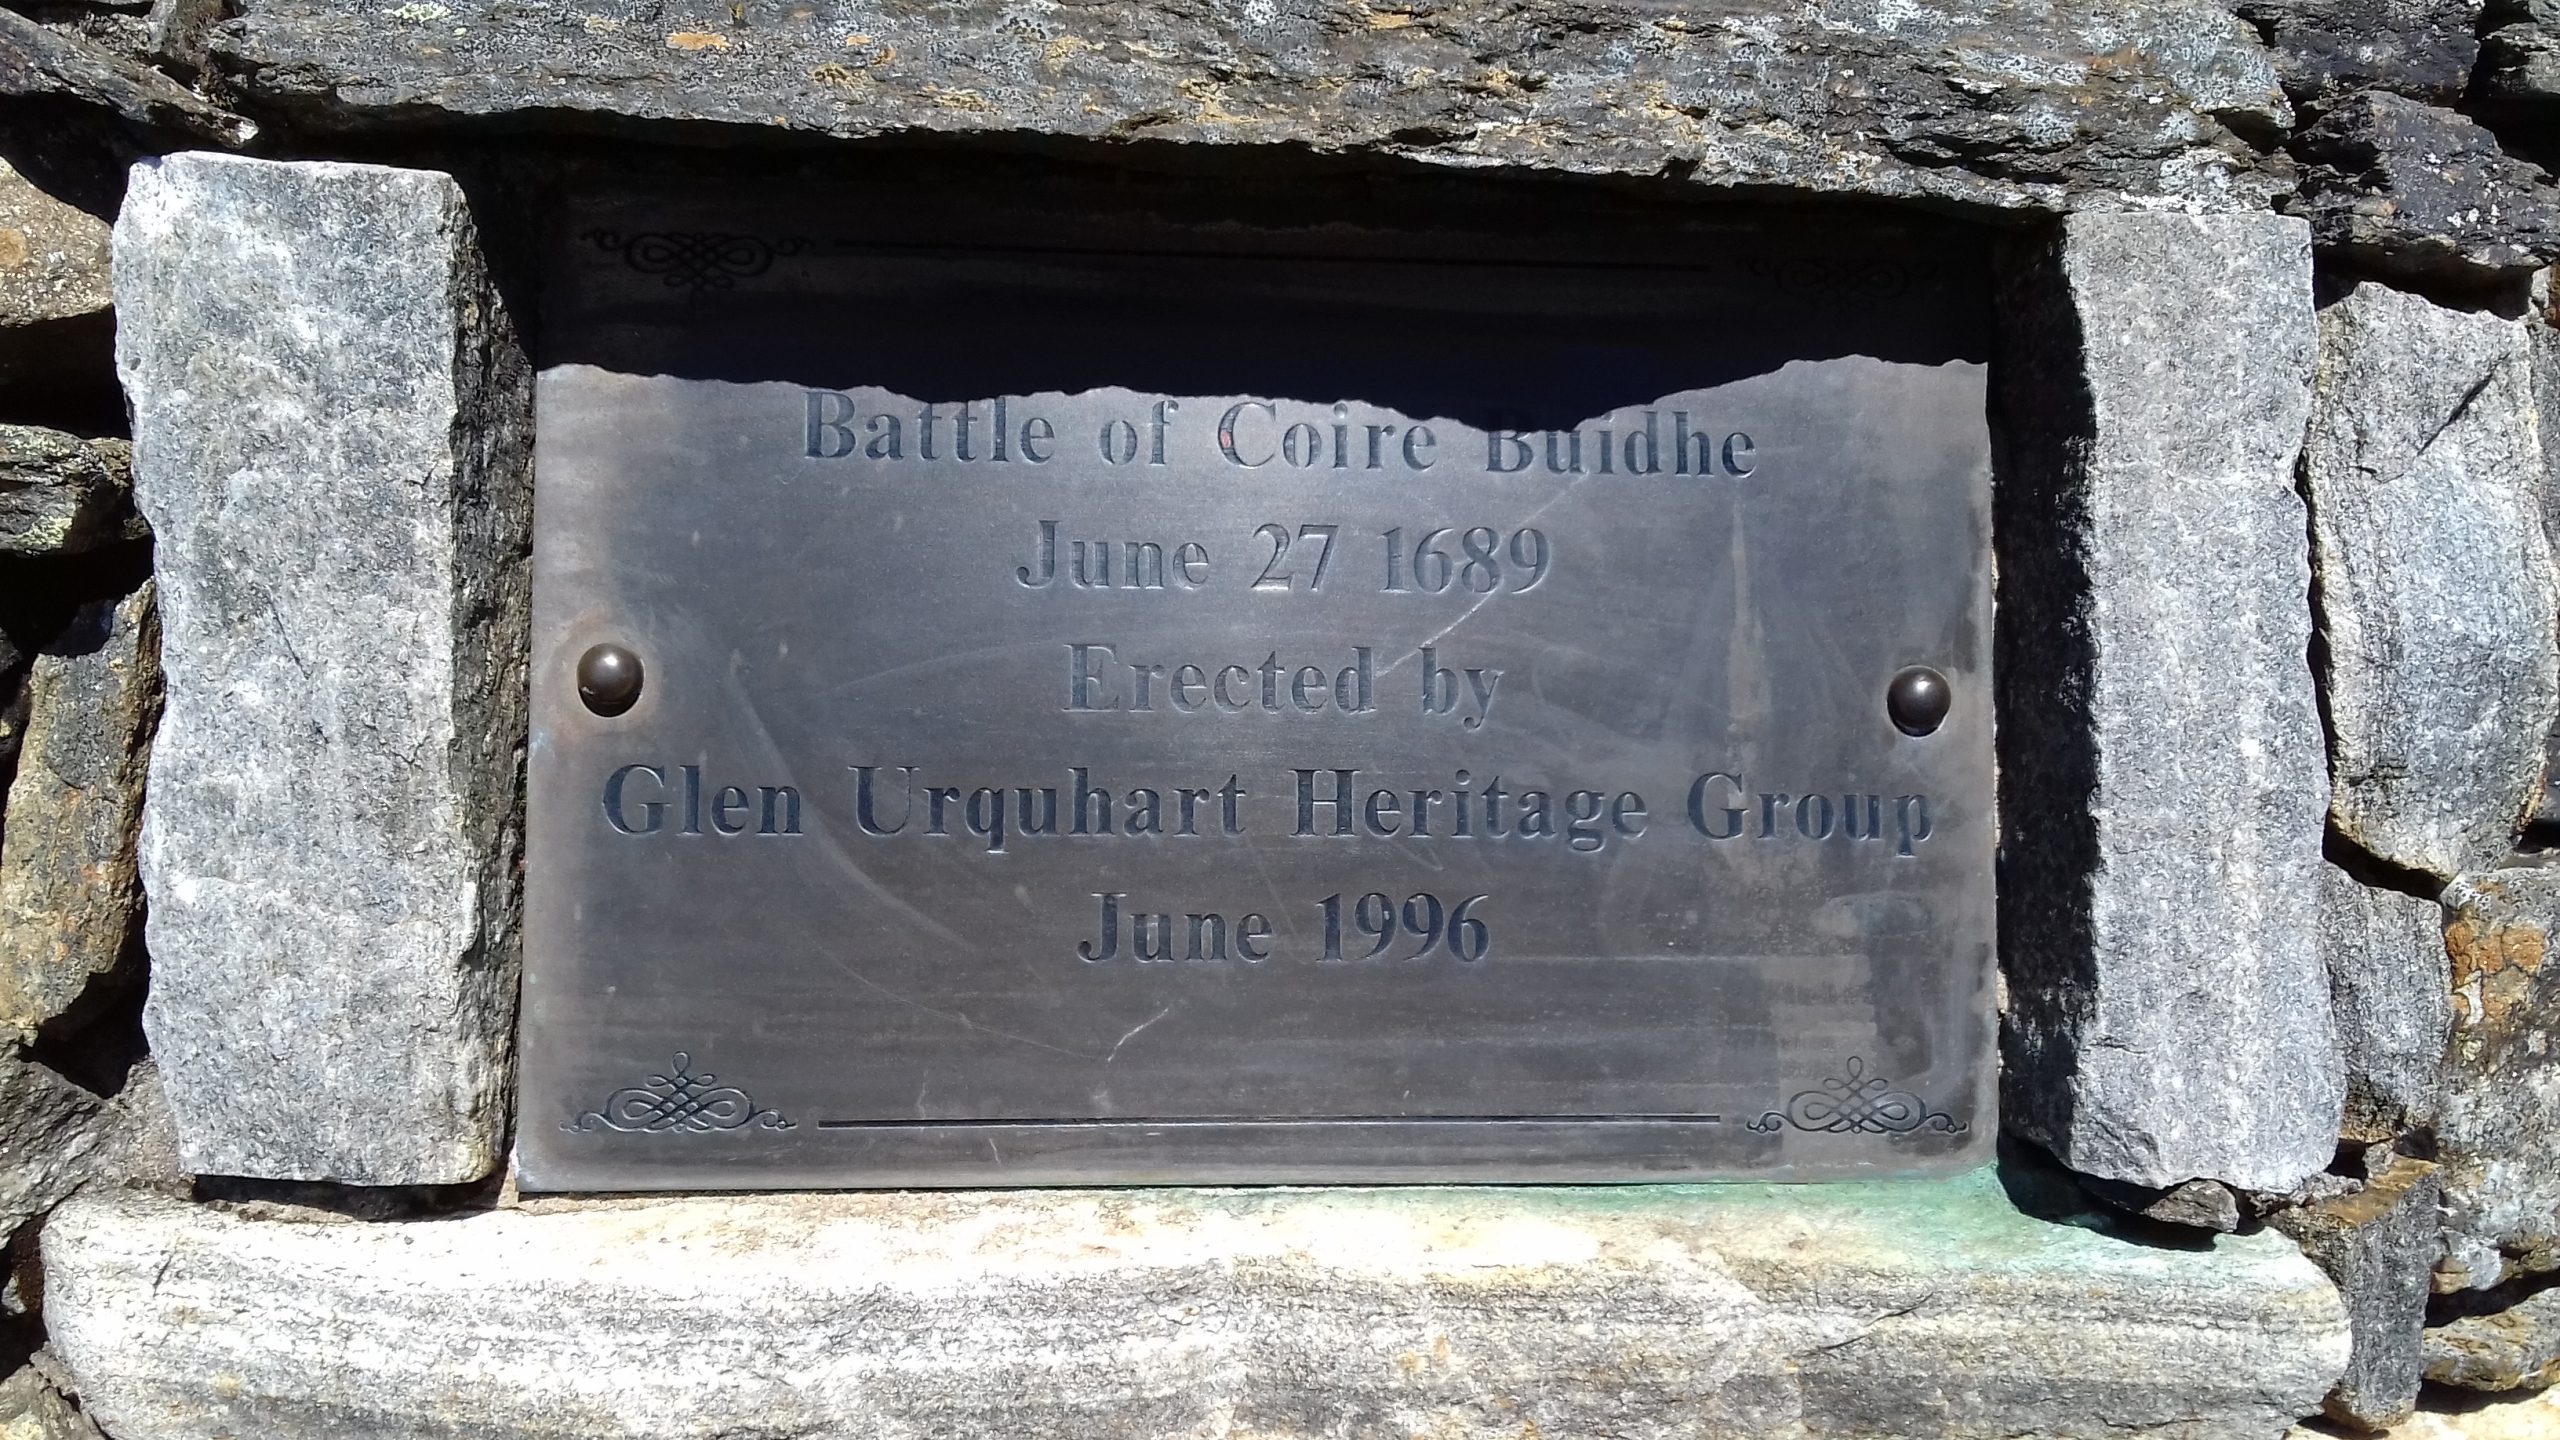 Battle of Coire Buidhe
June 27 1689
Erected by
Glen Urquhart Heritage Group
June 1996